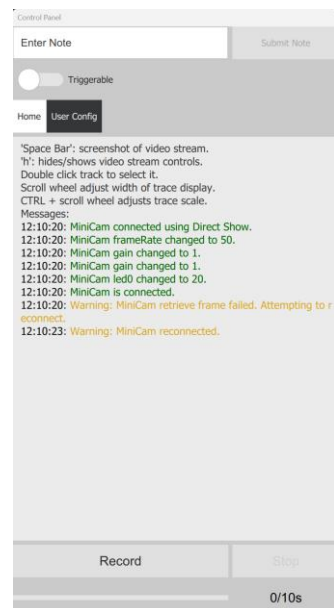 Control Panel
Enter Note
Submit Note
Triggerable
Home
User Config
'Space Bar': screenshot of video stream.
'h': hides/shows video stream controls.
Double click track to select it.
Scroll wheel adjust width of trace display.
CTRL + scroll wheel adjusts trace scale.
Messages:
12:10:20: MiniCam connected using Direct Show.
12:10:20: MiniCam frameRate changed to 50.
12:10:20: MiniCam gain changed to 1.
12:10:20: MiniCam gain changed to 1.
12:10:20: MiniCam led0 changed to 20.
12:10:20: MiniCam is connected.
12:10:20: Warning: MiniCam retrieve frame failed. Attempting to r
econnect.
12:10:23: Warning: MiniCam reconnected.
Record
Stop
0/10s